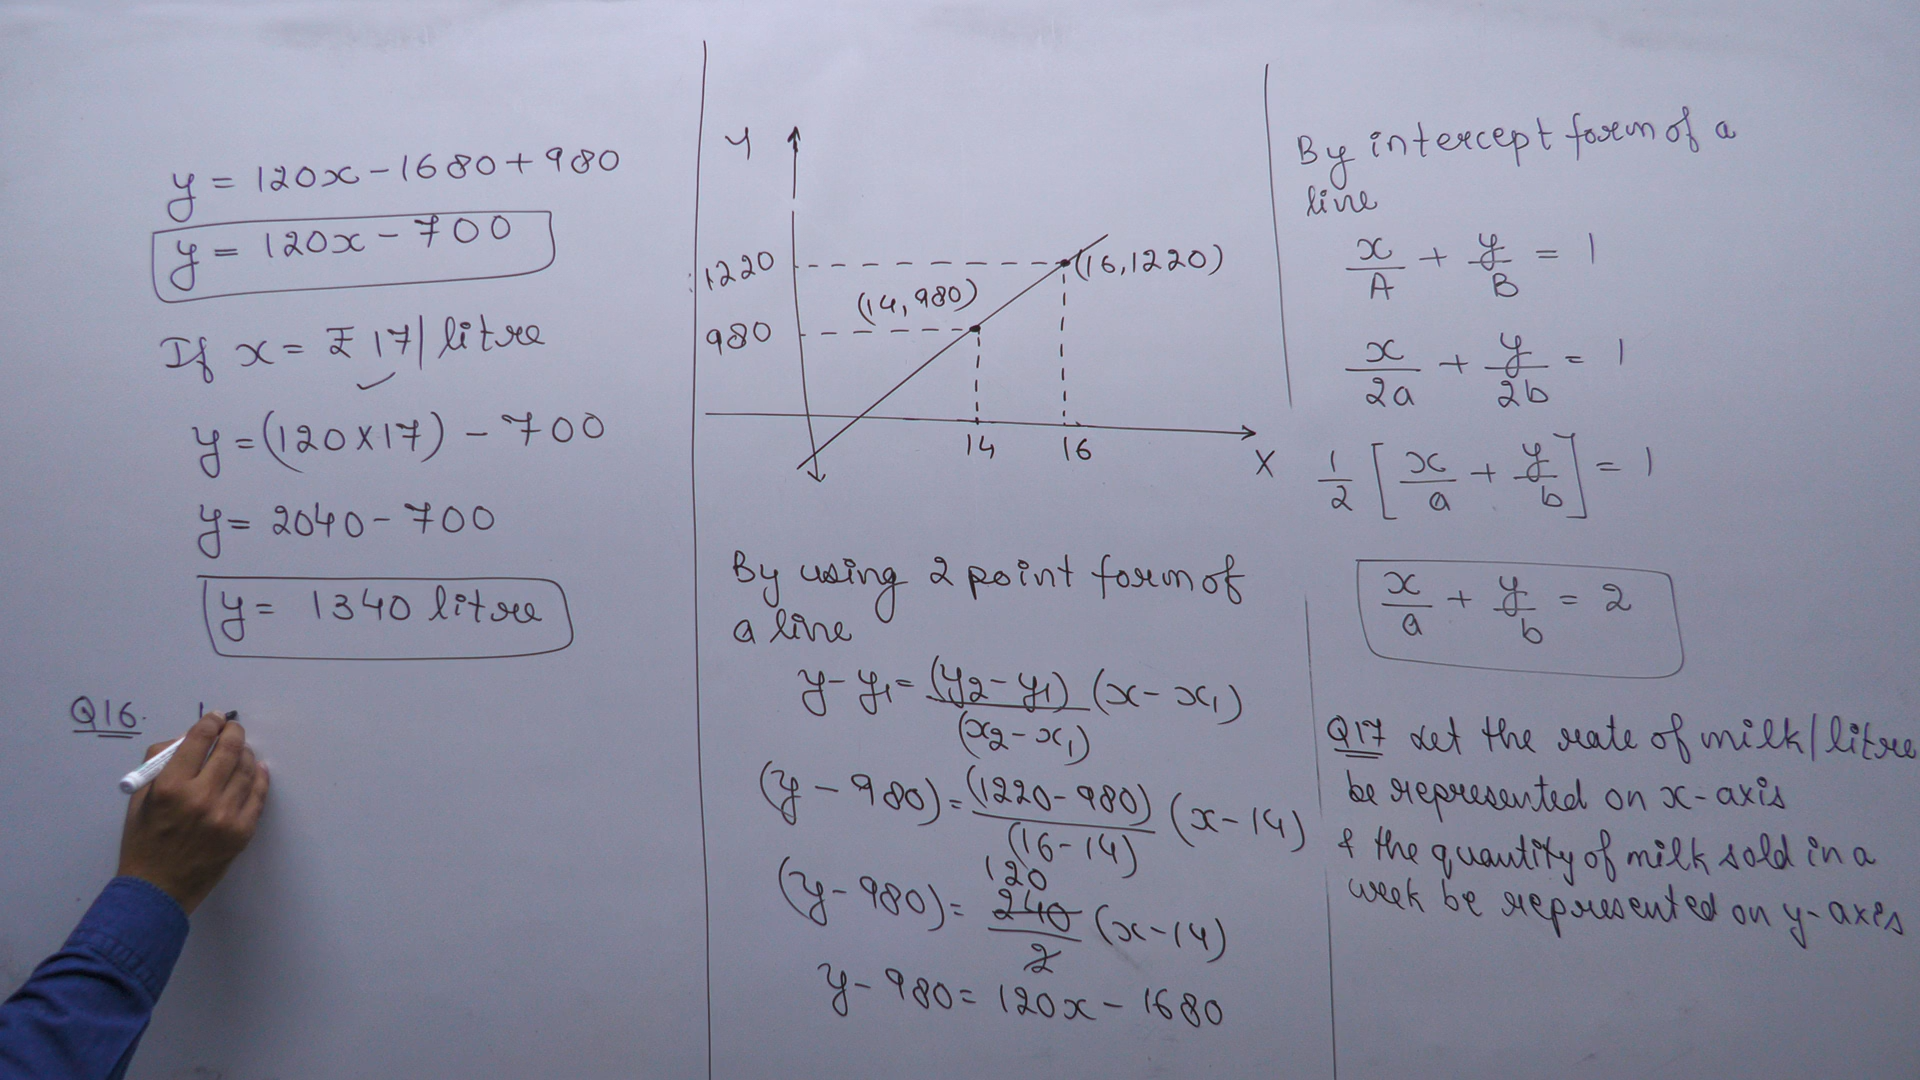 y = 120x - 1680 + 980
y = 120x - 700
If x = ₹ 17/litre
y = (120 × 17) - 700
y = 2040 - 700
y = 1340 litre
Q16.
Y
1220
(16, 1220)
(14, 980)
980
14
16
X
By using 2 point form of
a line
y - y₁ = (y₂ - y₁)/(x₂ - x₁) (x - x₁)
(y - 980) = (1220 - 980)/(16 - 14) (x - 14)
120
(y - 980) = 240/2 (x - 14)
y - 980 = 120x - 1680
By intercept form of a
line
x/A + y/B = 1
x/2a + y/2b = 1
1/2 [x/a + y/b] = 1
x/a + y/b = 2
Q17 Let the rate of milk/litre
be represented on x-axis
& the quantity of milk sold in a
week be represented on y-axis